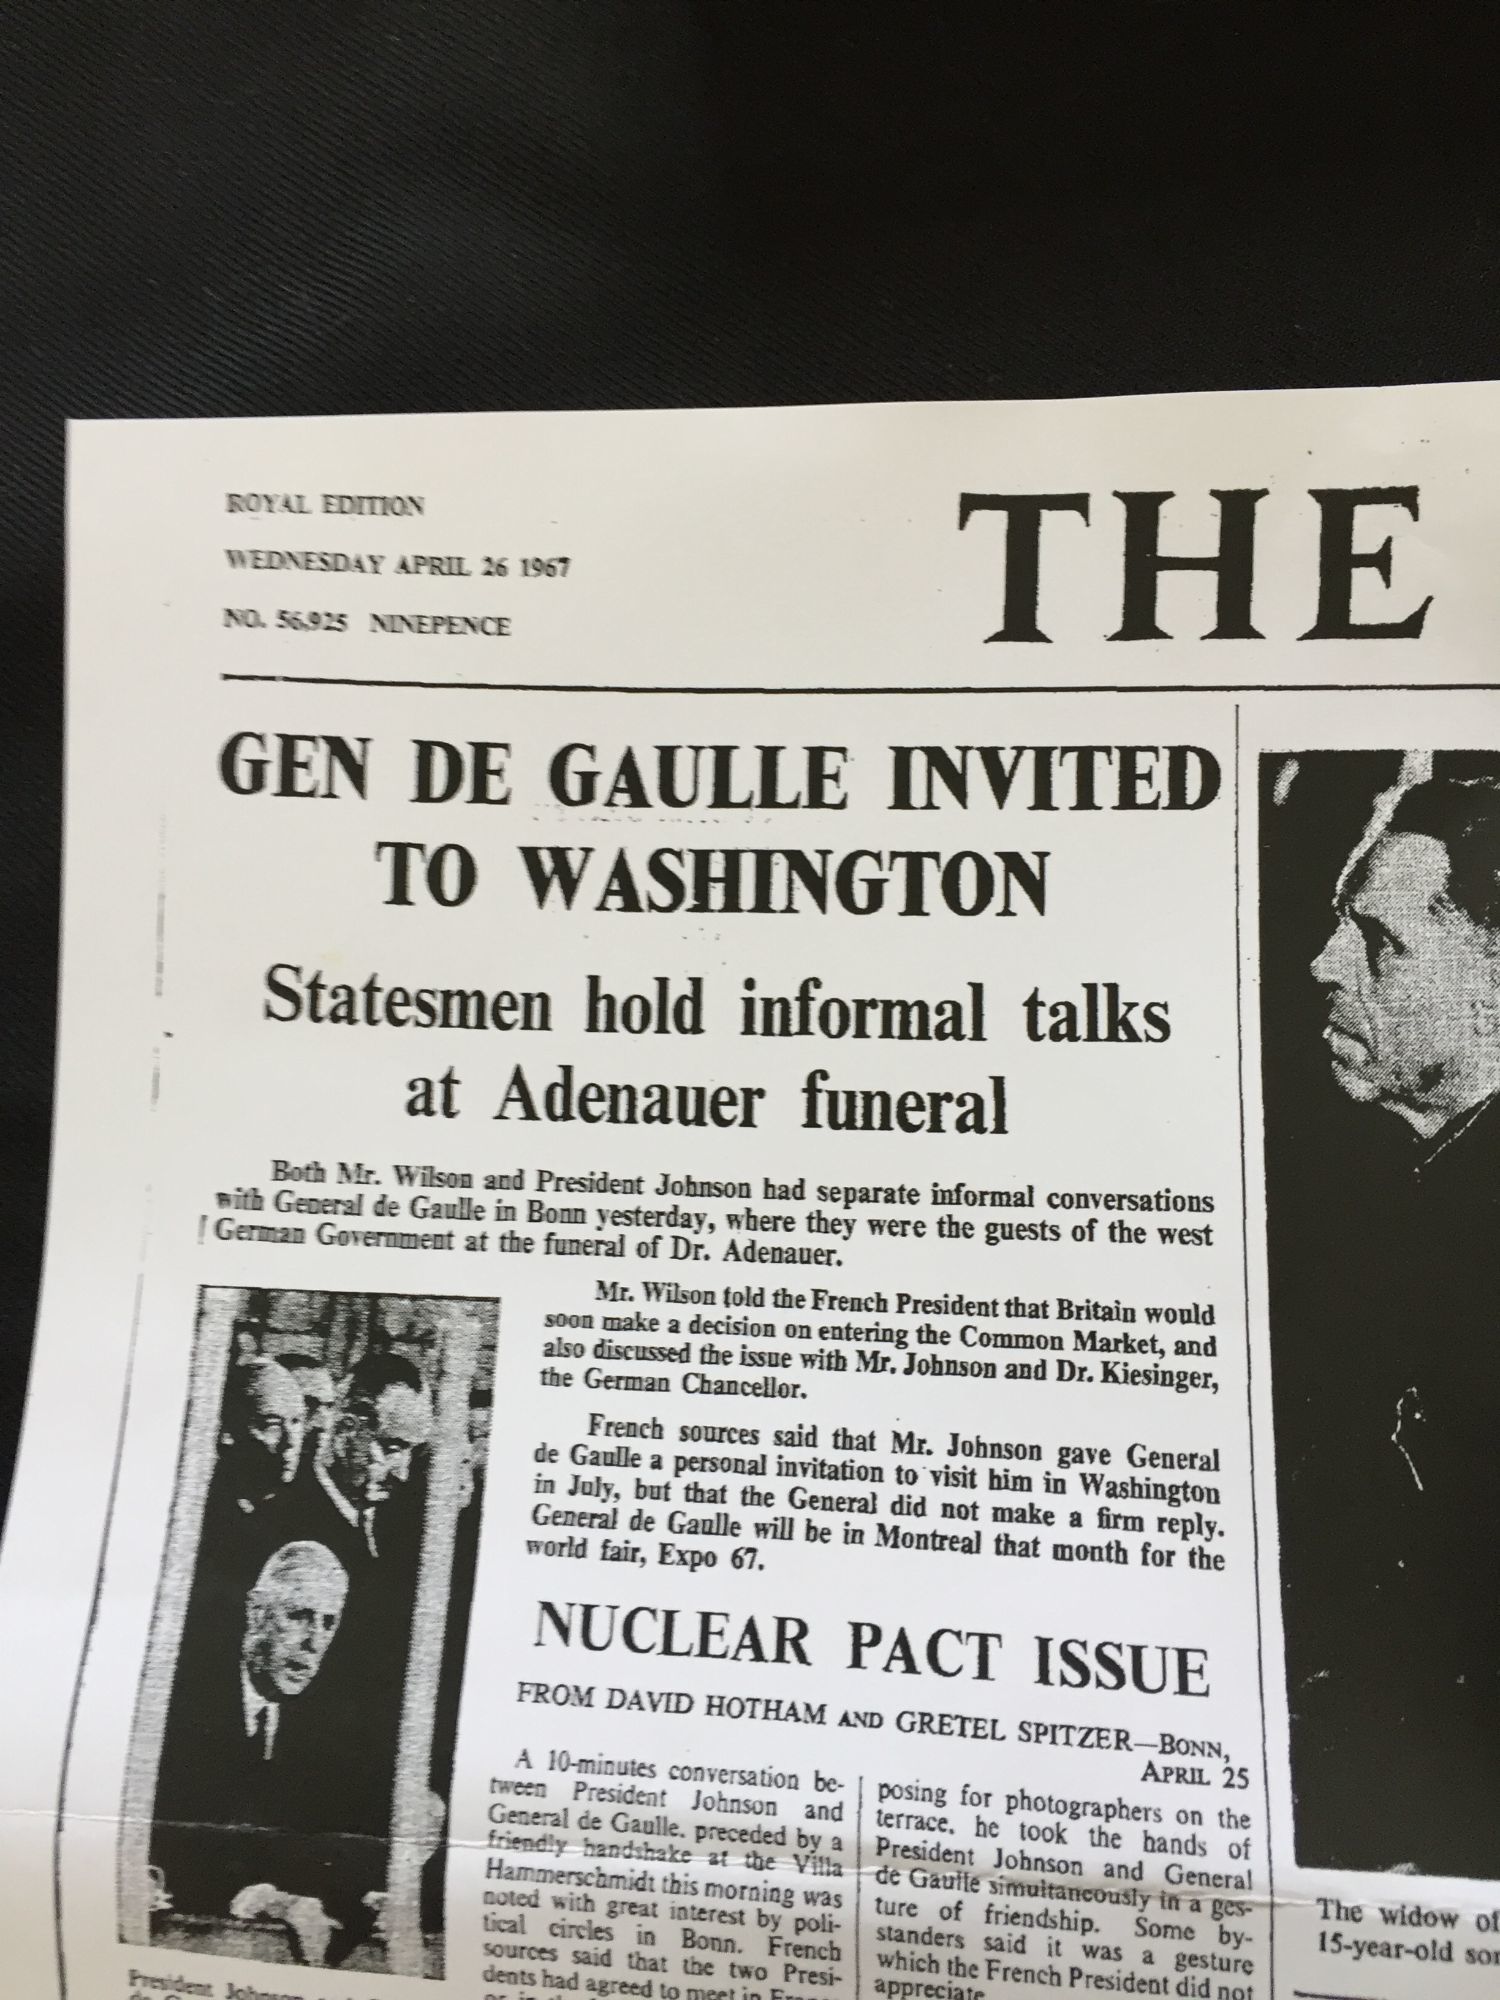 ROYAL EDITION
WEDNESDAY APRIL 26 1967
NO. 56,925 NINEPENCE
THE
GEN DE GAULLE INVITED
TO WASHINGTON
Statesmen hold informal talks
at Adenauer funeral
Both Mr. Wilson and President Johnson had separate informal conversations
with General de Gaulle in Bonn yesterday, where they were the guests of the west
German Government at the funeral of Dr. Adenauer.
Mr. Wilson told the French President that Britain would
soon make a decision on entering the Common Market, and
also discussed the issue with Mr. Johnson and Dr. Kiesinger,
the German Chancellor.
French sources said that Mr. Johnson gave General
de Gaulle a personal invitation to visit him in Washington
in July, but that the General did not make a firm reply.
General de Gaulle will be in Montreal that month for the
world fair, Expo 67.
NUCLEAR PACT ISSUE
FROM DAVID HOTHAM AND GRETEL SPITZER—BONN,
APRIL 25
A 10-minutes conversation be-
tween President Johnson and
General de Gaulle, preceded by a
friendly handshake at the Villa
Hammerschmidt this morning was
noted with great interest by poli-
tical circles in Bonn. French
sources said that the two Presi-
dents had agreed to meet in
posing for photographers on the
terrace, he took the hands of
President Johnson and General
de Gaulle simultaneously in a ges-
ture of friendship. Some by-
standers said it was a gesture
which the French President did not
appreciate.
The widow of
15-year-old son
President Johnson